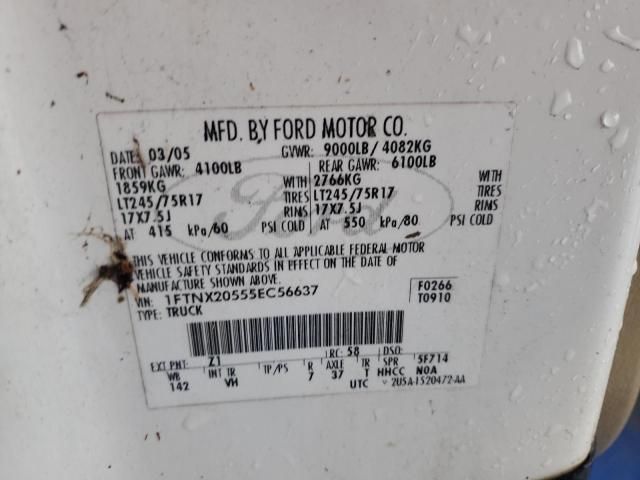 MFD. BY FORD MOTOR CO.
DATE: 03/05 GVWR: 9000LB/ 4082KG
FRONT GAWR: 4100LB REAR GAWR: 6100LB
1859KG WITH 2766KG WITH
LT245/75R17 TIRES LT245/75R17 TIRES
17X7.5J RIMS 17X7.5J RIMS
AT 415 kPa/60 PSI COLD AT 550 kPa/80 PSI COLD
Ford
THIS VEHICLE CONFORMS TO ALL APPLICABLE FEDERAL MOTOR
VEHICLE SAFETY STANDARDS IN EFFECT ON THE DATE OF
MANUFACTURE SHOWN ABOVE
VIN: 1FTNX20555EC56637 F0266
TYPE: TRUCK T0910
EXT PNT: Z1 RC: 58 DSO:
WB INT TR TP/PS R AXLE TR SPR 5F714
142 VH 7 37 T HHCC N0A
UTC 2U5A-1520472-AA